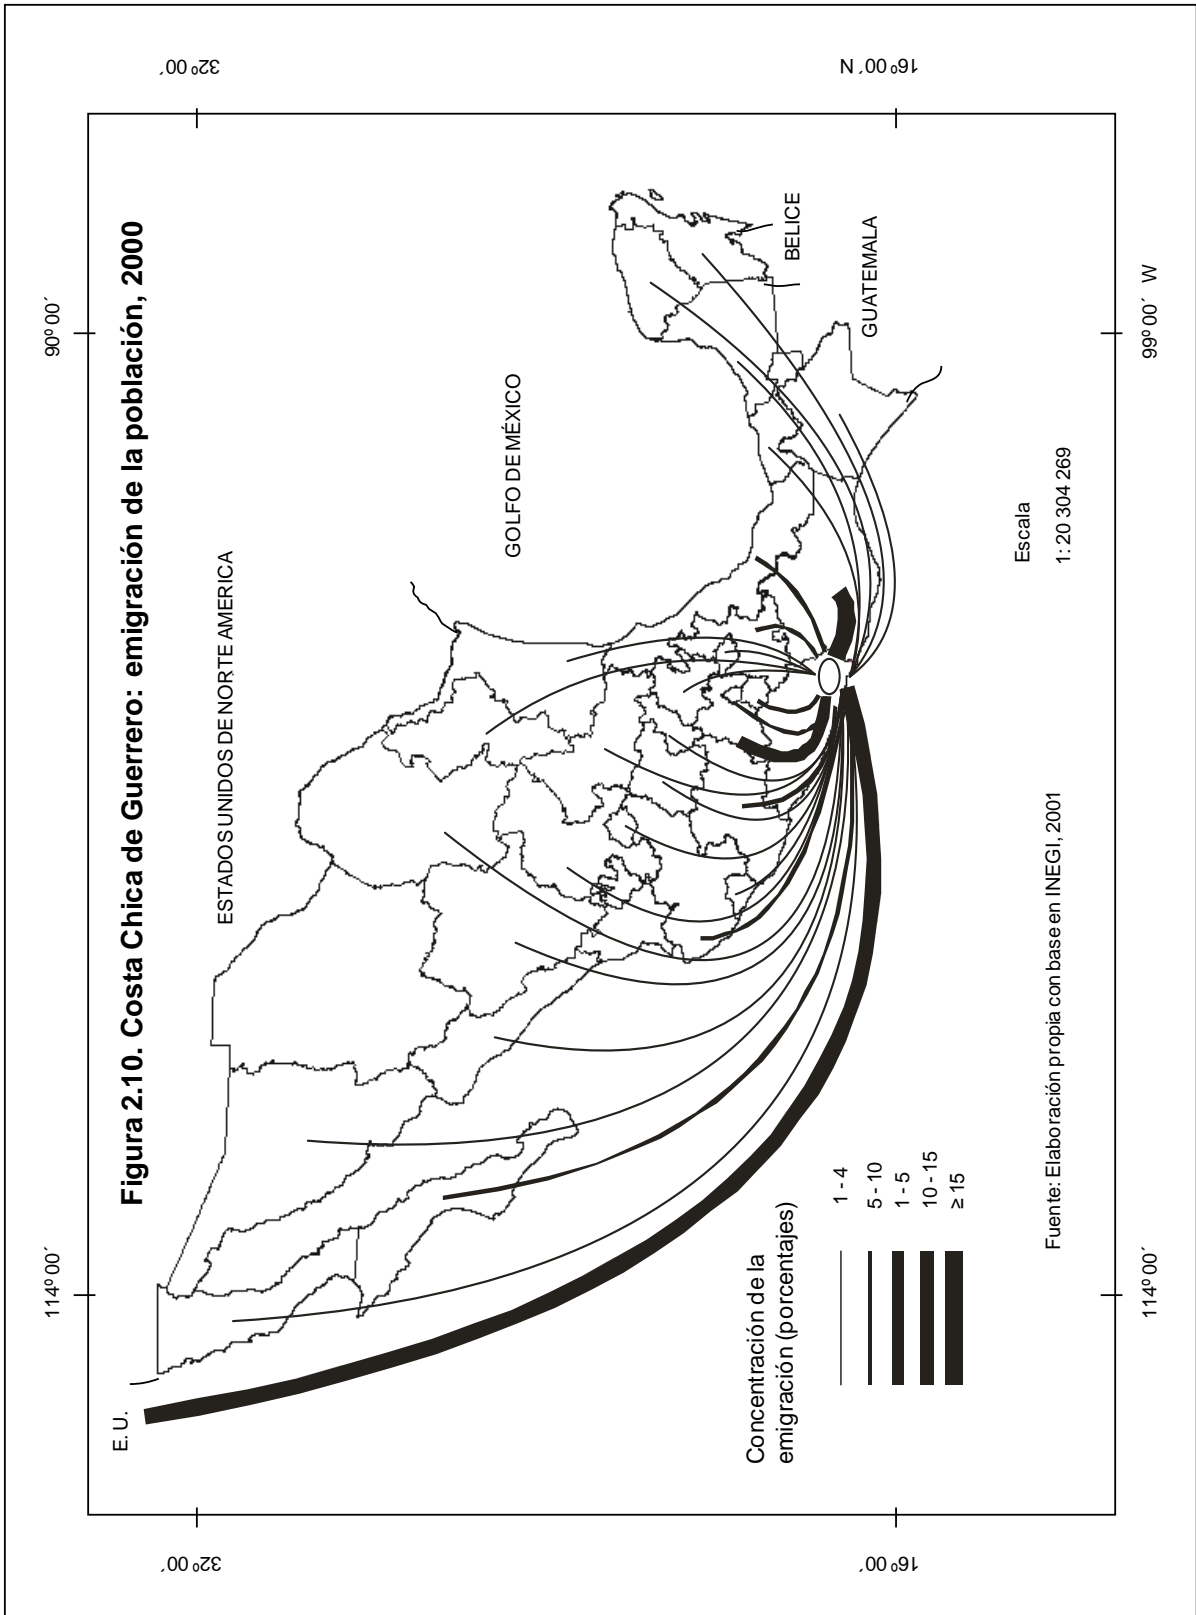 Figura 2.10. Costa Chica de Guerrero: emigración de la población, 2000
114º 00´
90º 00´
32º 00´
32º 00´
E. U.
ESTADOS UNIDOS DE NORTE AMERICA
GOLFO DE MÉXICO
BELICE
GUATEMALA
Concentración de la
emigración (porcentajes)
1 - 4
5 - 10
1 - 5
10 - 15
≥ 15
Escala
1: 20 304 269
Fuente: Elaboración propia con base en INEGI, 2001
16º 00´
16º 00´ N
114º 00´
99º 00´ W